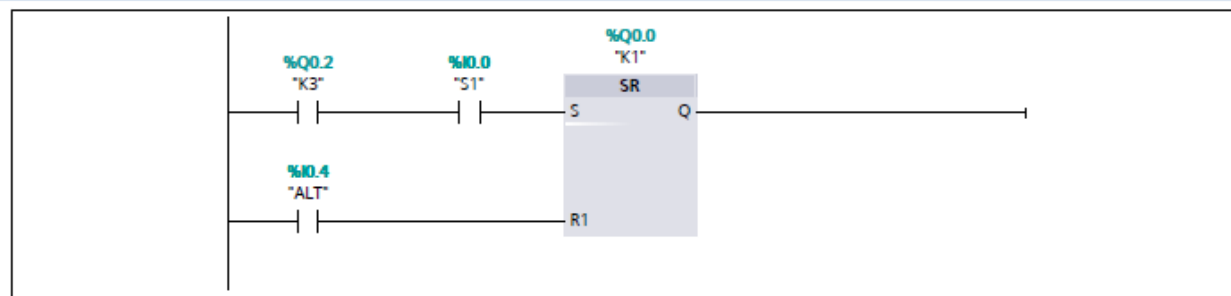 %Q0.0
"K1"
%Q0.2
%I0.0
"K3"
"S1"
SR
S
Q
%I0.4
"ALT"
R1